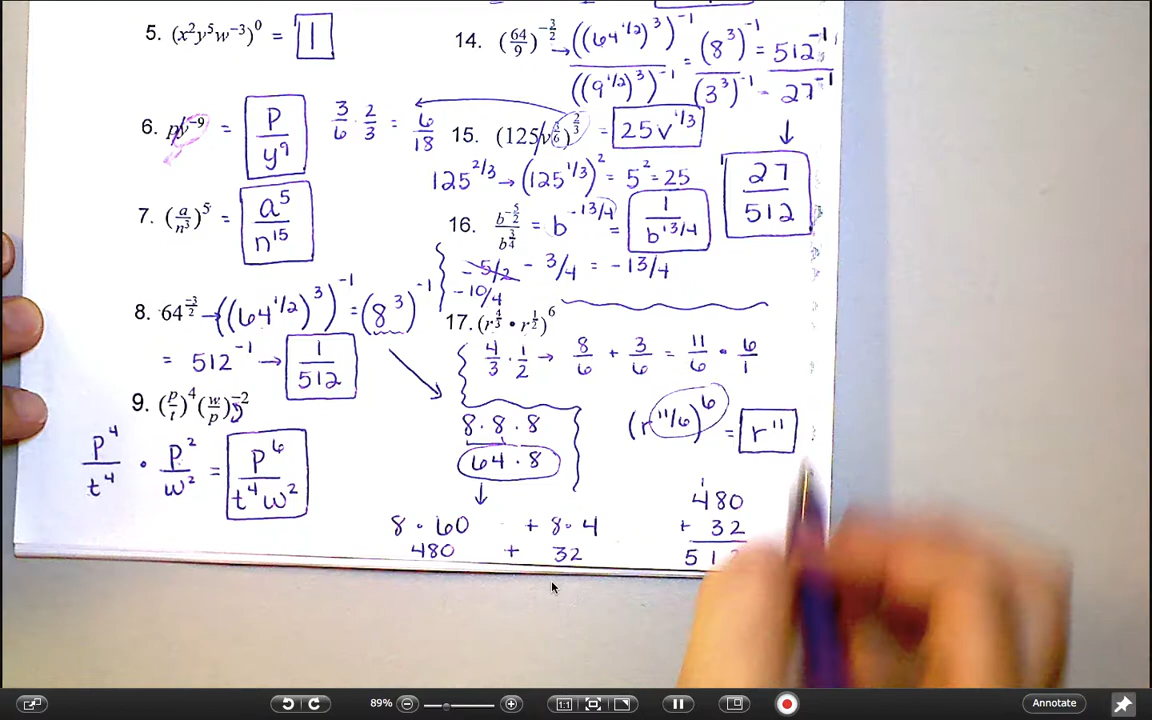 5. (x²y⁵w⁻³)⁰ = 1
6. py⁻⁹ = p/y⁹
7. (a/n³)⁵ = a⁵/n¹⁵
8. 64^(-3/2) → ((64^(1/2))³)⁻¹ = (8³)⁻¹
= 512⁻¹ → 1/512
9. (p/t)⁴(w/p)⁻²
p⁴/t⁴ · p²/w² = p⁶/t⁴w²
14. (64/9)^(-3/2) → ((64^(1/2))³)⁻¹/((9^(1/2))³)⁻¹ = (8³)⁻¹/(3³)⁻¹ = 512⁻¹/27⁻¹
↓
27/512
3/6 · 2/3 = 6/18
15. (125v^(3/6))^(2/3) = 25v^(1/3)
125^(2/3) → (125^(1/3))² = 5² = 25
16. b^(-5/2)/b^(3/4) = b^(-13/4) = 1/b^(13/4)
-5/2 - 3/4 = -13/4
-10/4
17. (r^(4/3) • r^(1/2))⁶
4/3 · 1/2 → 8/6 + 3/6 = 11/6 · 6/1
(r^(11/6))⁶ = r¹¹
8 · 8 · 8
64 · 8
↓
8 · 60 + 8 · 4
480 + 32
1
480
+ 32
51
89%
1:1
Annotate